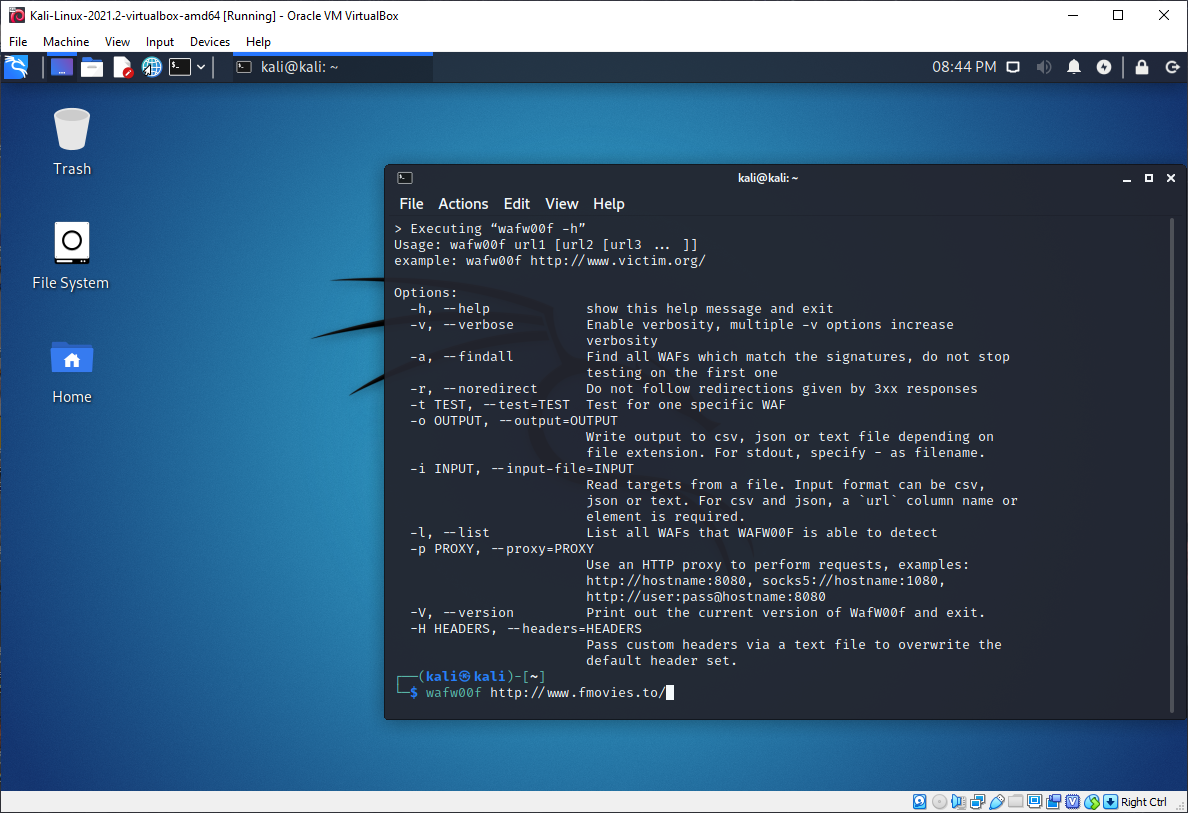 Kali-Linux-2021.2-virtualbox-amd64 [Running] - Oracle VM VirtualBox
File Machine View Input Devices Help
kali@kali: ~
08:44 PM
Trash
File System
Home
kali@kali: ~
File Actions Edit View Help
> Executing “wafw00f -h”
Usage: wafw00f url1 [url2 [url3 ... ]]
example: wafw00f http://www.victim.org/
Options:
-h, --help show this help message and exit
-v, --verbose Enable verbosity, multiple -v options increase
verbosity
-a, --findall Find all WAFs which match the signatures, do not stop
testing on the first one
-r, --noredirect Do not follow redirections given by 3xx responses
-t TEST, --test=TEST Test for one specific WAF
-o OUTPUT, --output=OUTPUT
Write output to csv, json or text file depending on
file extension. For stdout, specify - as filename.
-i INPUT, --input-file=INPUT
Read targets from a file. Input format can be csv,
json or text. For csv and json, a `url` column name or
element is required.
-l, --list List all WAFs that WAFW00F is able to detect
-p PROXY, --proxy=PROXY
Use an HTTP proxy to perform requests, examples:
http://hostname:8080, socks5://hostname:1080,
http://user:pass@hostname:8080
-V, --version Print out the current version of WafW00f and exit.
-H HEADERS, --headers=HEADERS
Pass custom headers via a text file to overwrite the
default header set.
┌──(kali㉿kali)-[~]
└─$ wafw00f http://www.fmovies.to/
Right Ctrl